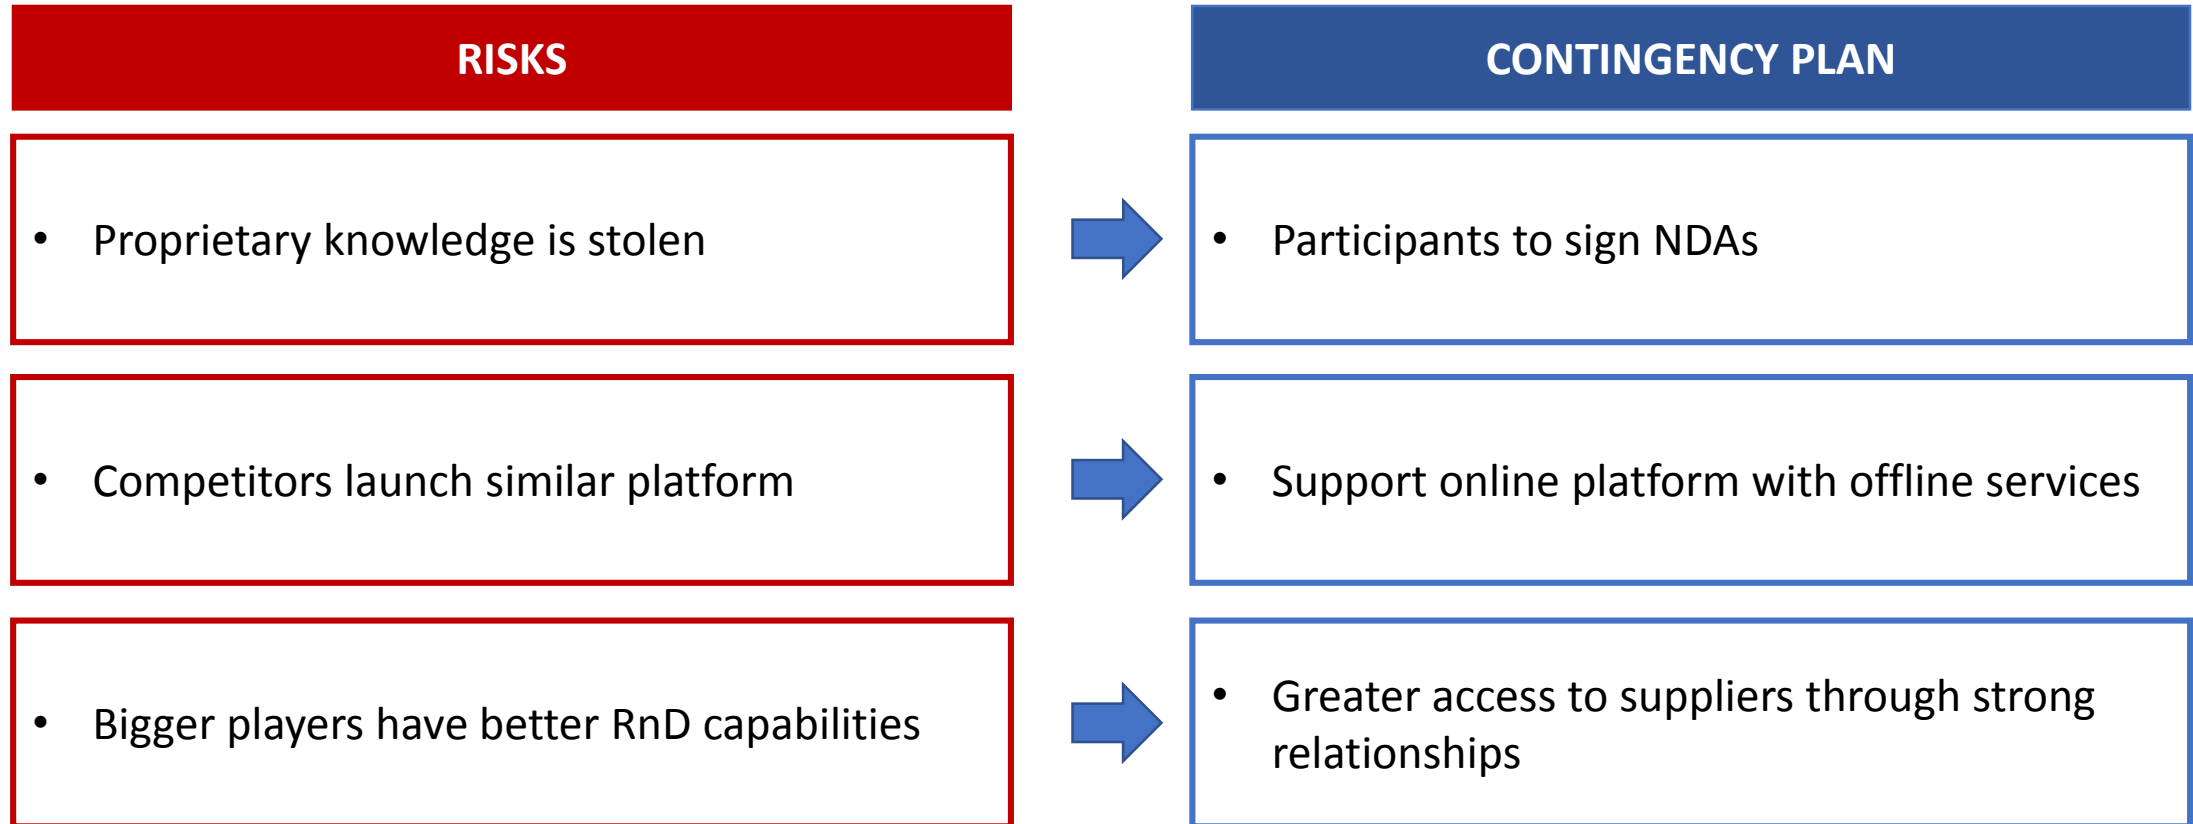 RISKS
CONTINGENCY PLAN
• Proprietary knowledge is stolen
• Participants to sign NDAs
• Competitors launch similar platform
• Support online platform with offline services
• Bigger players have better RnD capabilities
• Greater access to suppliers through strong
relationships